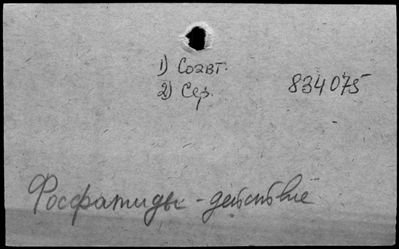 1) Соавт.
2) Сер. 834075
Фосфатиды - действие